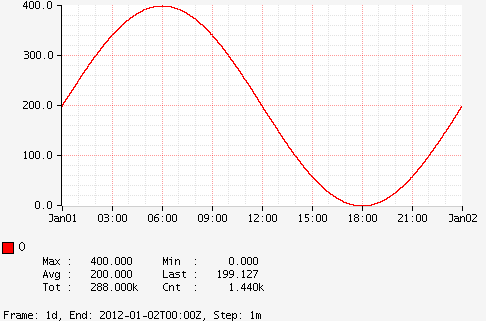 400.0
300.0
200.0
100.0
0.0
Jan01 03:00 06:00 09:00 12:00 15:00 18:00 21:00 Jan02
0
Max : 400.000 Min : 0.000
Avg : 200.000 Last : 199.127
Tot : 288.000k Cnt : 1.440k
Frame: 1d, End: 2012-01-02T00:00Z, Step: 1m